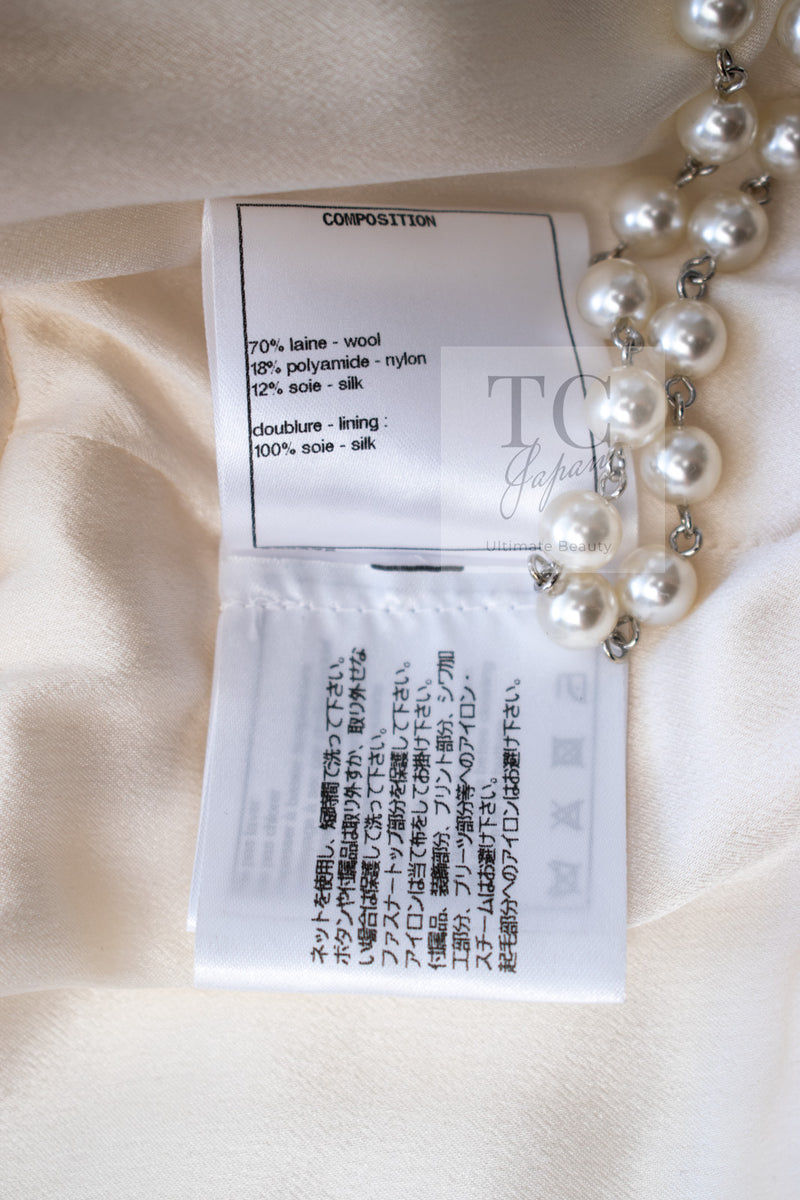 COMPOSITION
70% laine - wool
18% polyamide - nylon
12% soie - silk
doublure - lining :
100% soie - silk
TC
Japan
Ultimate Beauty
ネットを使用し、短時間で洗って下さい。
ボタンや付属品は取り外すか、取り外せな
い場合は保護して洗って下さい。
ファスナートップ部分を保護して下さい。
アイロンは当て布をしてお掛け下さい。
付属品、装飾部分、プリント部分、シワ加
工部分、プリーツ部分等へのアイロン・
スチームはお避け下さい。
起毛部分へのアイロンはお避け下さい。